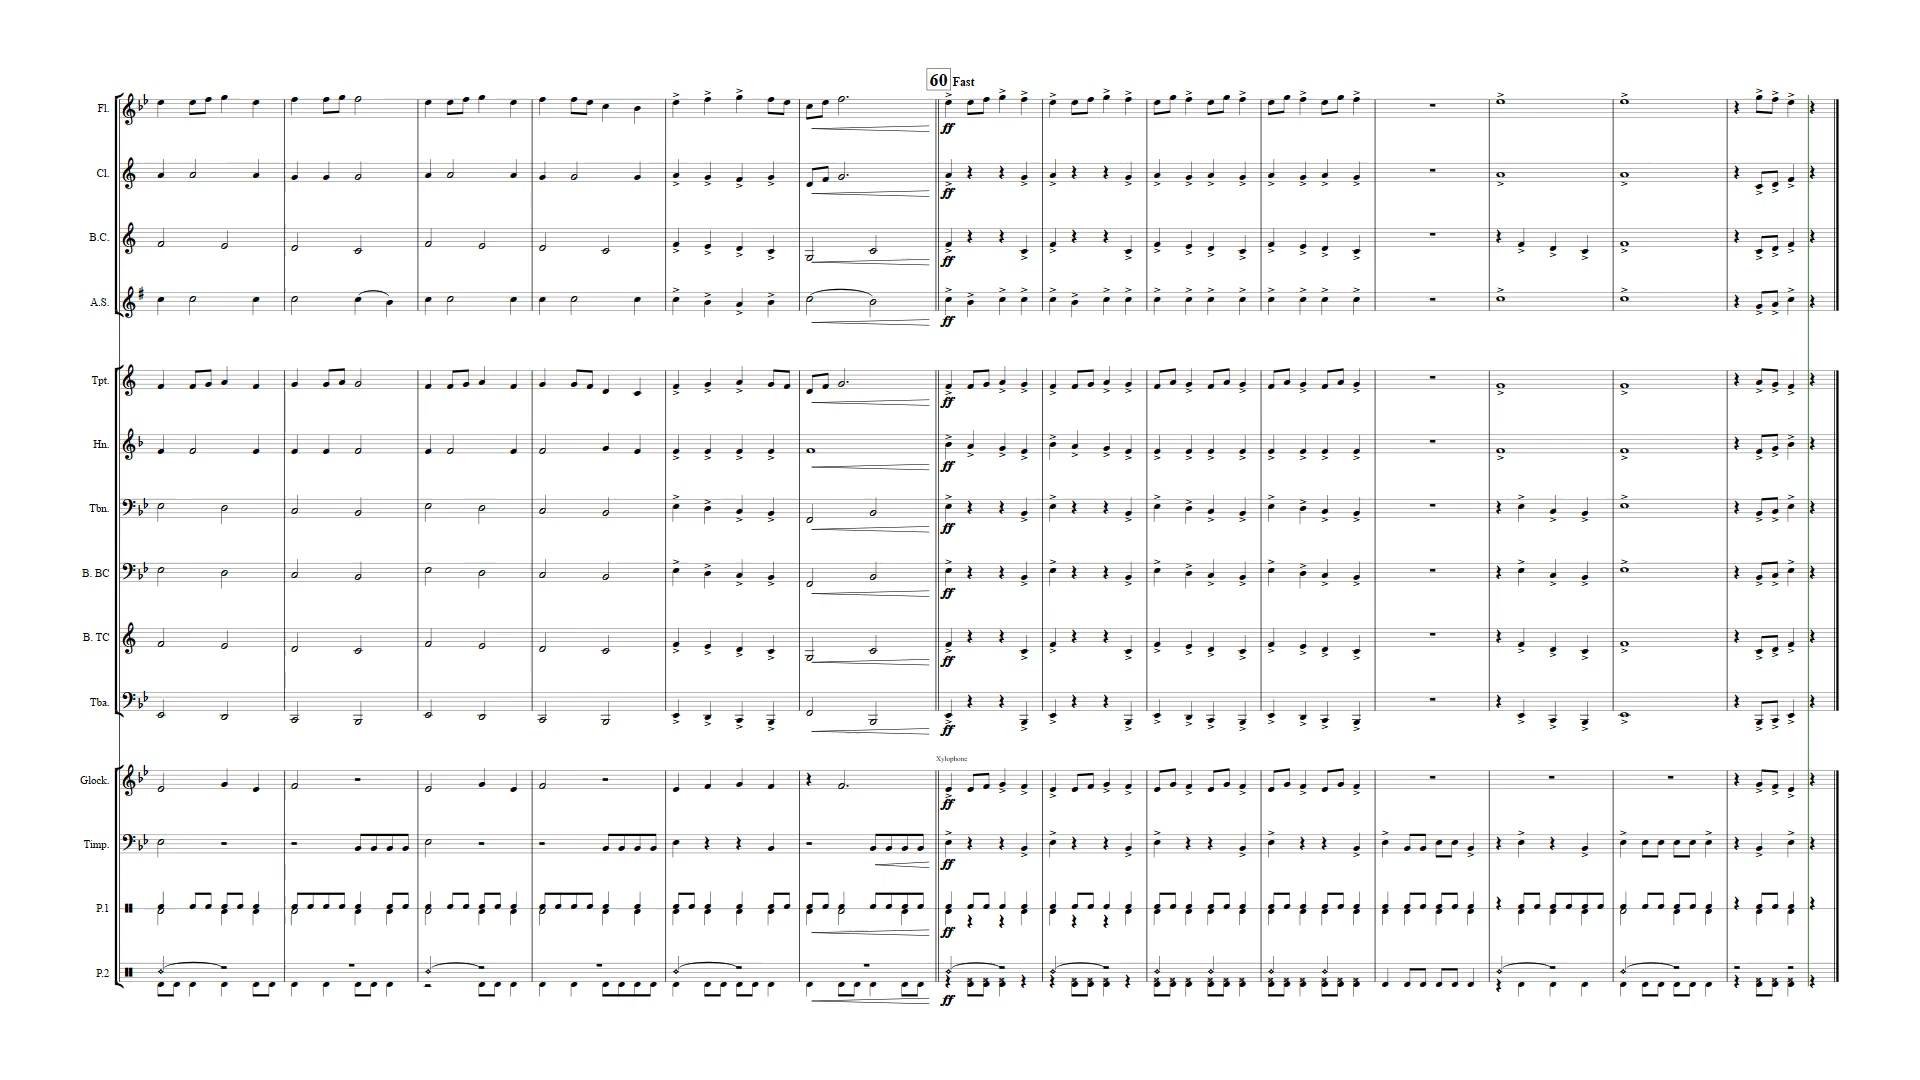 60 Fast
Fl.
ff
Cl.
ff
B.C.
ff
A.S.
ff
Tpt.
ff
Hn.
ff
Tbn.
ff
B. BC
ff
B. TC
ff
Tba.
ff
Xylophone
Glock.
ff
Timp.
ff
P.1
ff
P.2
ff